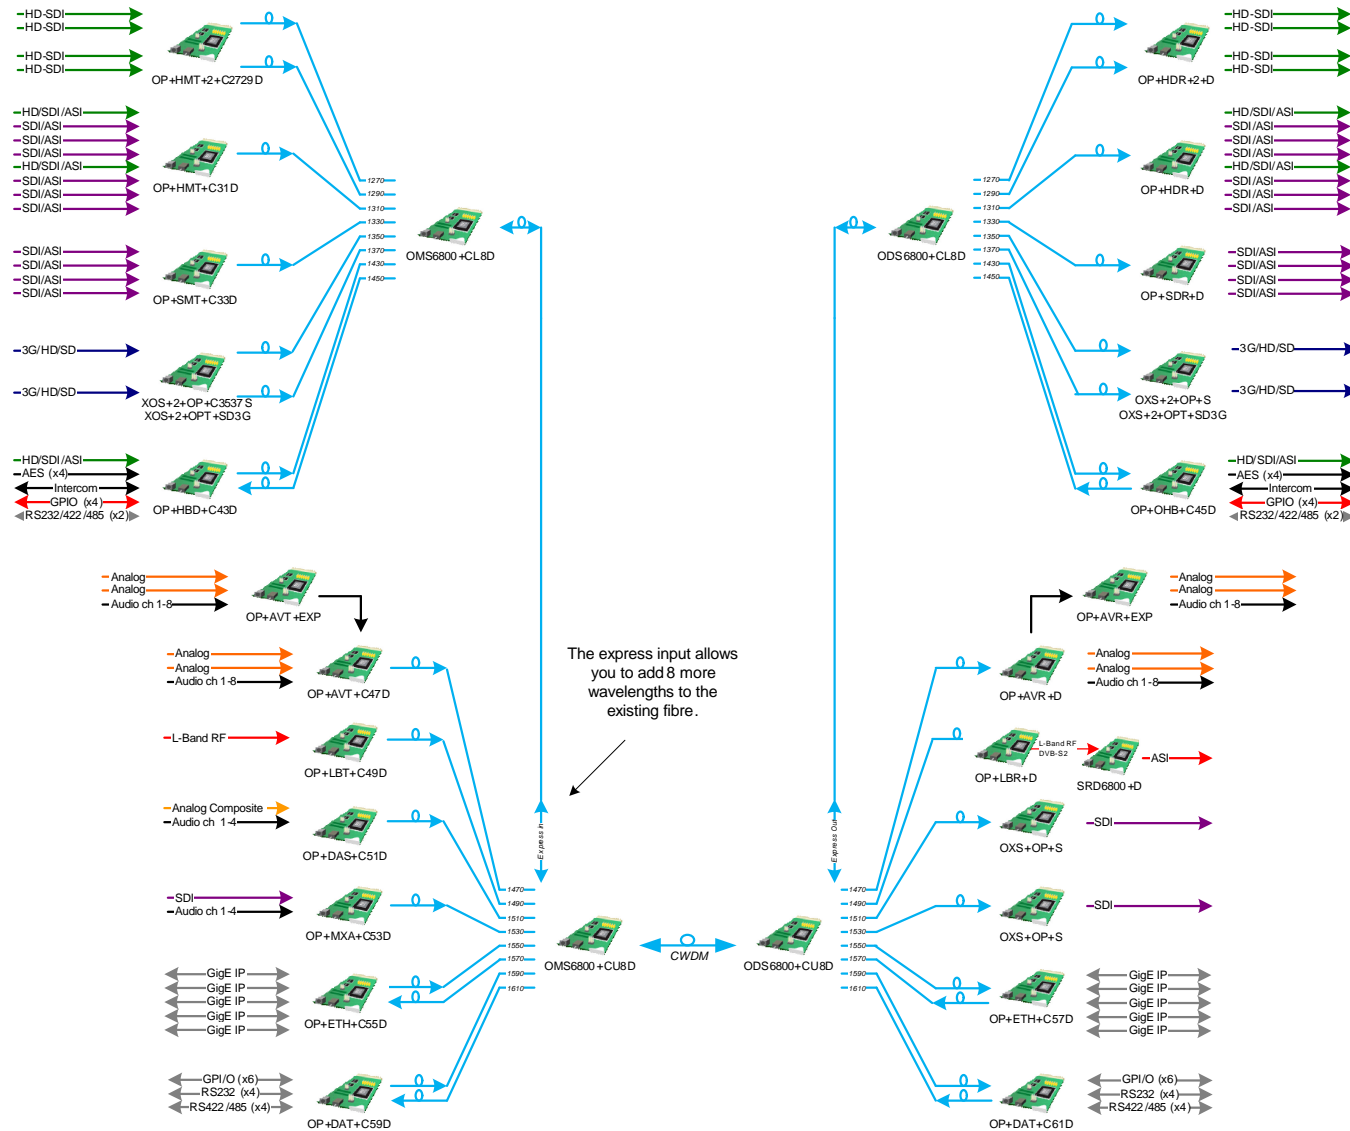 HD-SDI
HD-SDI
HD-SDI
HD-SDI
OP+HMT+2+C2729D
HD/SDI/ASI
SDI/ASI
SDI/ASI
SDI/ASI
HD/SDI/ASI
SDI/ASI
SDI/ASI
SDI/ASI
OP+HMT+C31D
SDI/ASI
SDI/ASI
SDI/ASI
SDI/ASI
OP+SMT+C33D
3G/HD/SD
3G/HD/SD
XOS+2+OP+C3537S
XOS+2+OPT+SD3G
HD/SDI/ASI
AES (x4)
Intercom
GPIO (x4)
RS232/422/485 (x2)
OP+HBD+C43D
1270
1290
1310
1330
1350
1370
1430
1450
OMS6800+CL8D
ODS6800+CL8D
1270
1290
1310
1330
1350
1370
1430
1450
OP+HDR+2+D
HD-SDI
HD-SDI
HD-SDI
HD-SDI
OP+HDR+D
HD/SDI/ASI
SDI/ASI
SDI/ASI
SDI/ASI
HD/SDI/ASI
SDI/ASI
SDI/ASI
SDI/ASI
OP+SDR+D
SDI/ASI
SDI/ASI
SDI/ASI
SDI/ASI
OXS+2+OP+S
OXS+2+OPT+SD3G
3G/HD/SD
3G/HD/SD
OP+OHB+C45D
HD/SDI/ASI
AES (x4)
Intercom
GPIO (x4)
RS232/422/485 (x2)
Analog
Analog
Audio ch 1-8
OP+AVT+EXP
Analog
Analog
Audio ch 1-8
OP+AVT+C47D
L-Band RF
OP+LBT+C49D
Analog Composite
Audio ch 1-4
OP+DAS+C51D
SDI
Audio ch 1-4
OP+MXA+C53D
GigE IP
GigE IP
GigE IP
GigE IP
GigE IP
OP+ETH+C55D
GPI/O (x6)
RS232 (x4)
RS422/485 (x4)
OP+DAT+C59D
1470
1490
1510
1530
1550
1570
1590
1610
Express In
OMS6800+CU8D
The express input allows
you to add 8 more
wavelengths to the
existing fibre.
CWDM
Express Out
ODS6800+CU8D
1470
1490
1510
1530
1550
1570
1590
1610
OP+AVR+EXP
Analog
Analog
Audio ch 1-8
OP+AVR+D
Analog
Analog
Audio ch 1-8
OP+LBR+D
L-Band RF
DVB-S2
SRD6800+D
ASI
OXS+OP+S
SDI
OXS+OP+S
SDI
OP+ETH+C57D
GigE IP
GigE IP
GigE IP
GigE IP
GigE IP
OP+DAT+C61D
GPI/O (x6)
RS232 (x4)
RS422/485 (x4)